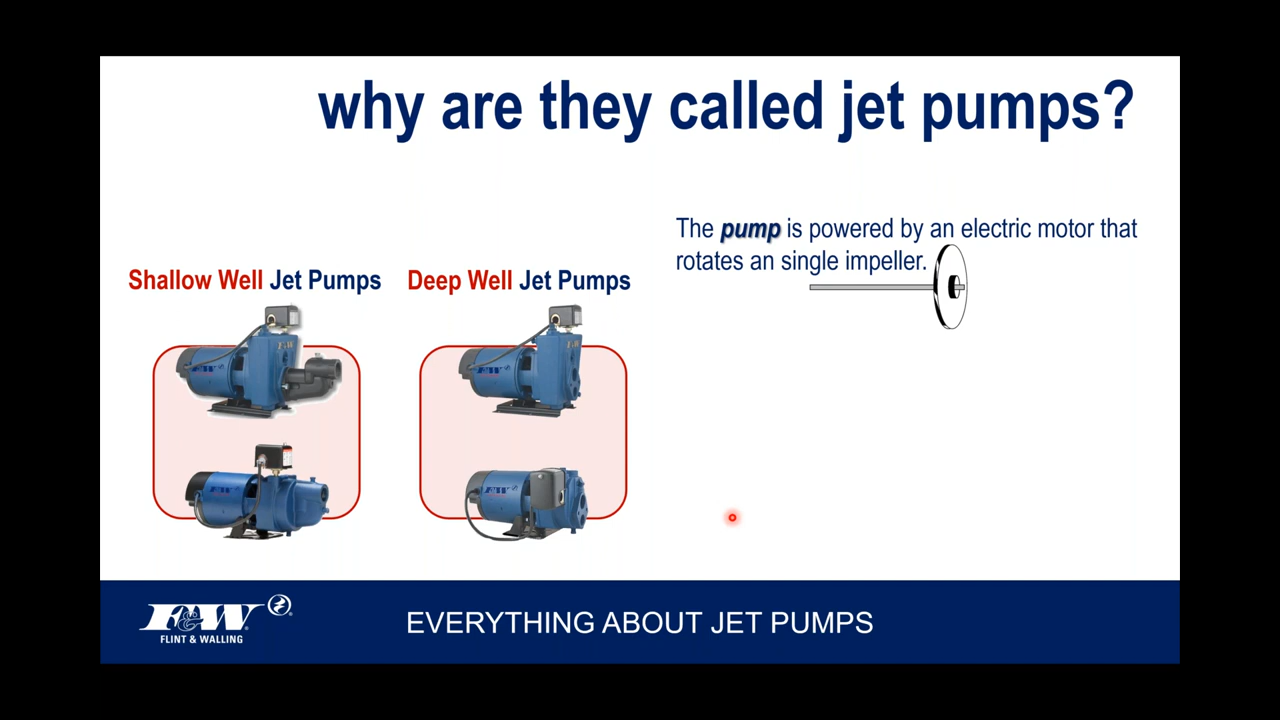 why are they called jet pumps?
The pump is powered by an electric motor that
rotates an single impeller.
Shallow Well Jet Pumps
Deep Well Jet Pumps
F&W
FLINT & WALLING
EVERYTHING ABOUT JET PUMPS